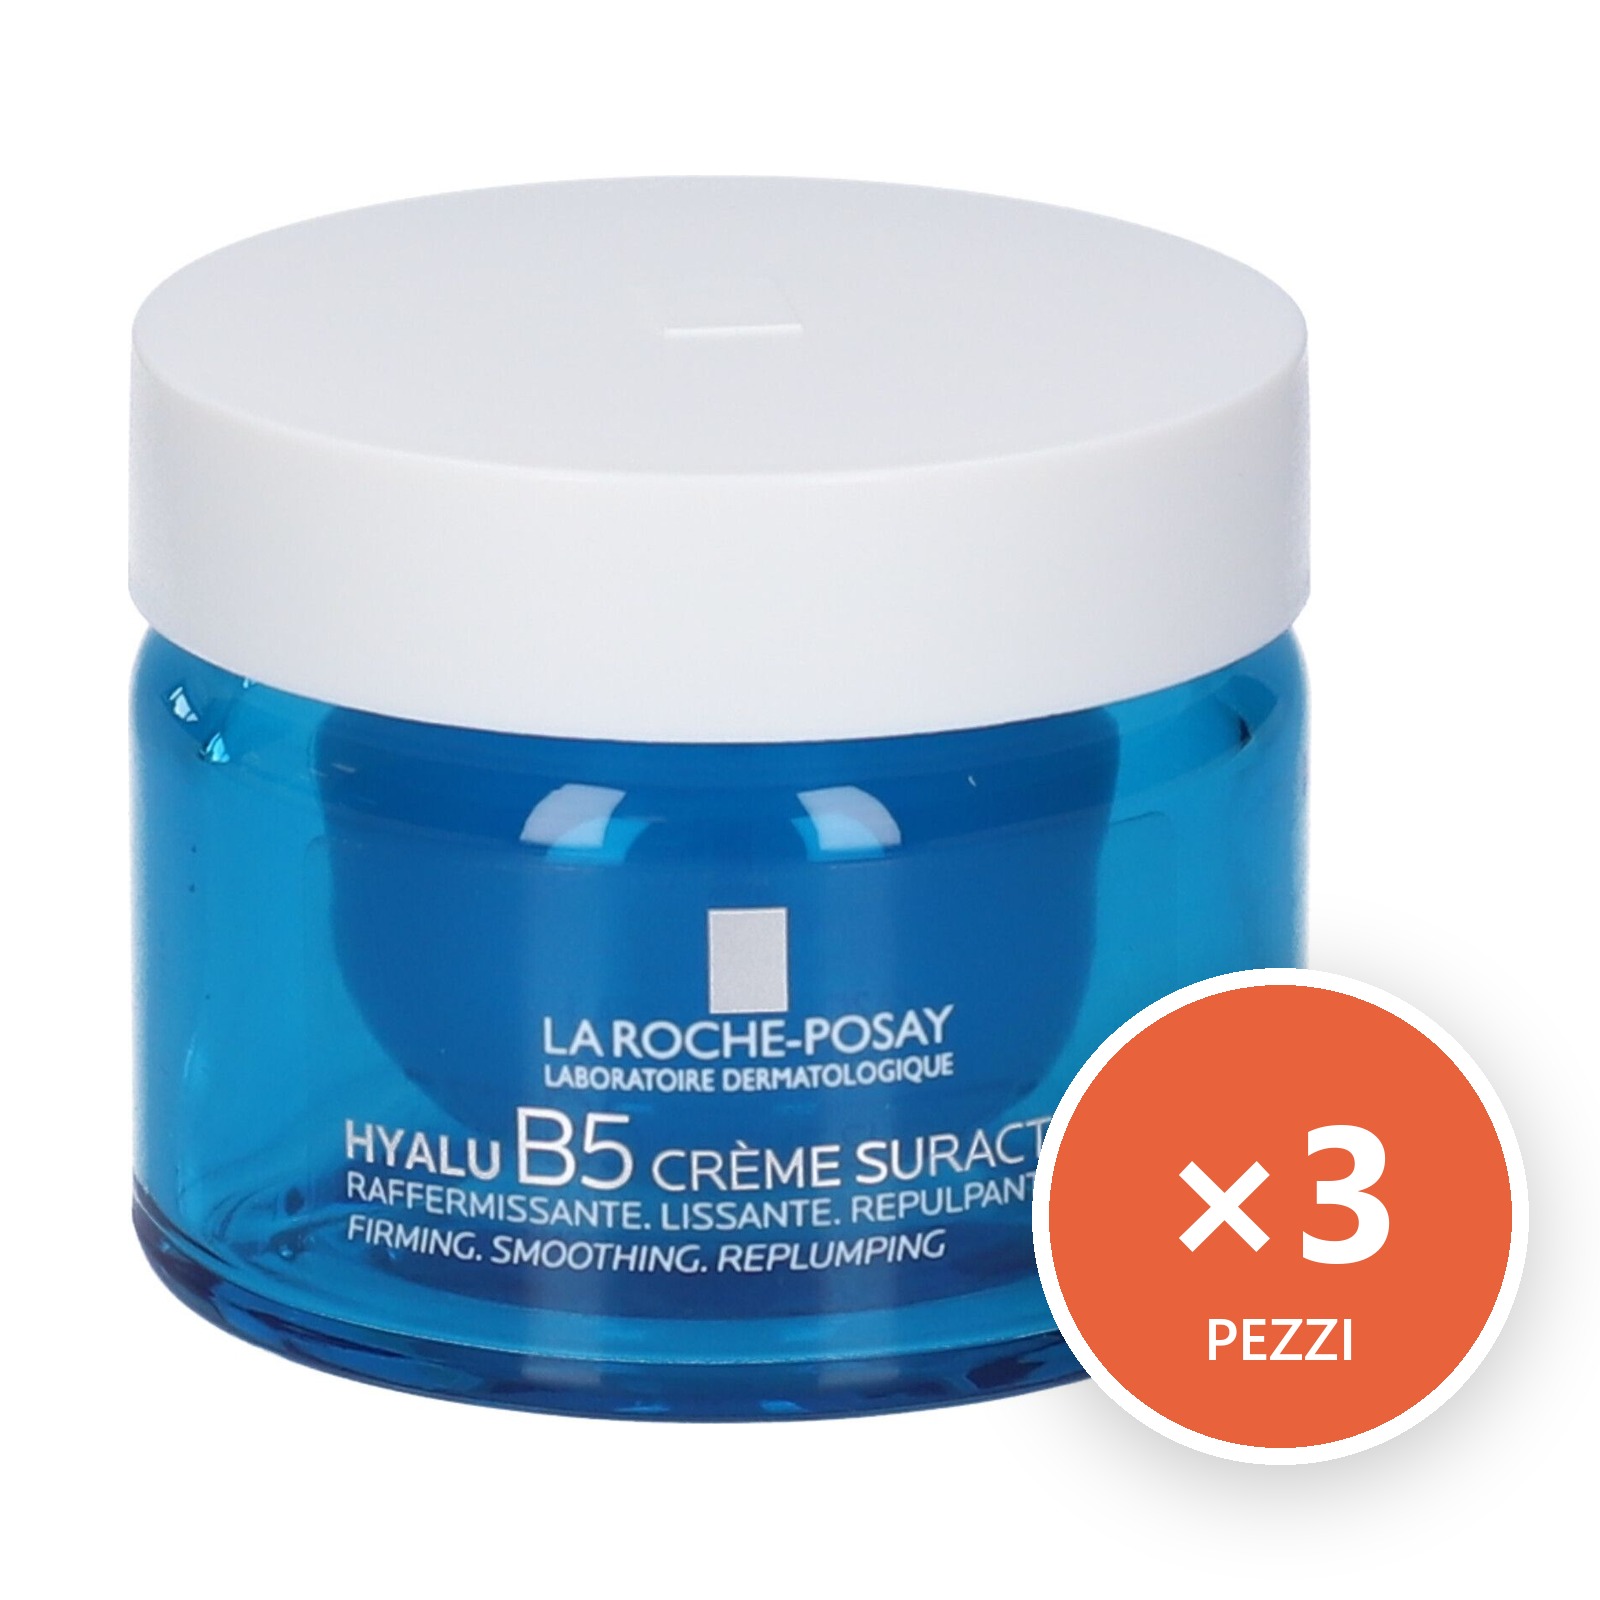 LA ROCHE-POSAY
LABORATOIRE DERMATOLOGIQUE
HYALU B5 CRÈME SURACT
RAFFERMISSANTE. LISSANTE. REPULPANT
FIRMING. SMOOTHING. REPLUMPING
×3
PEZZI